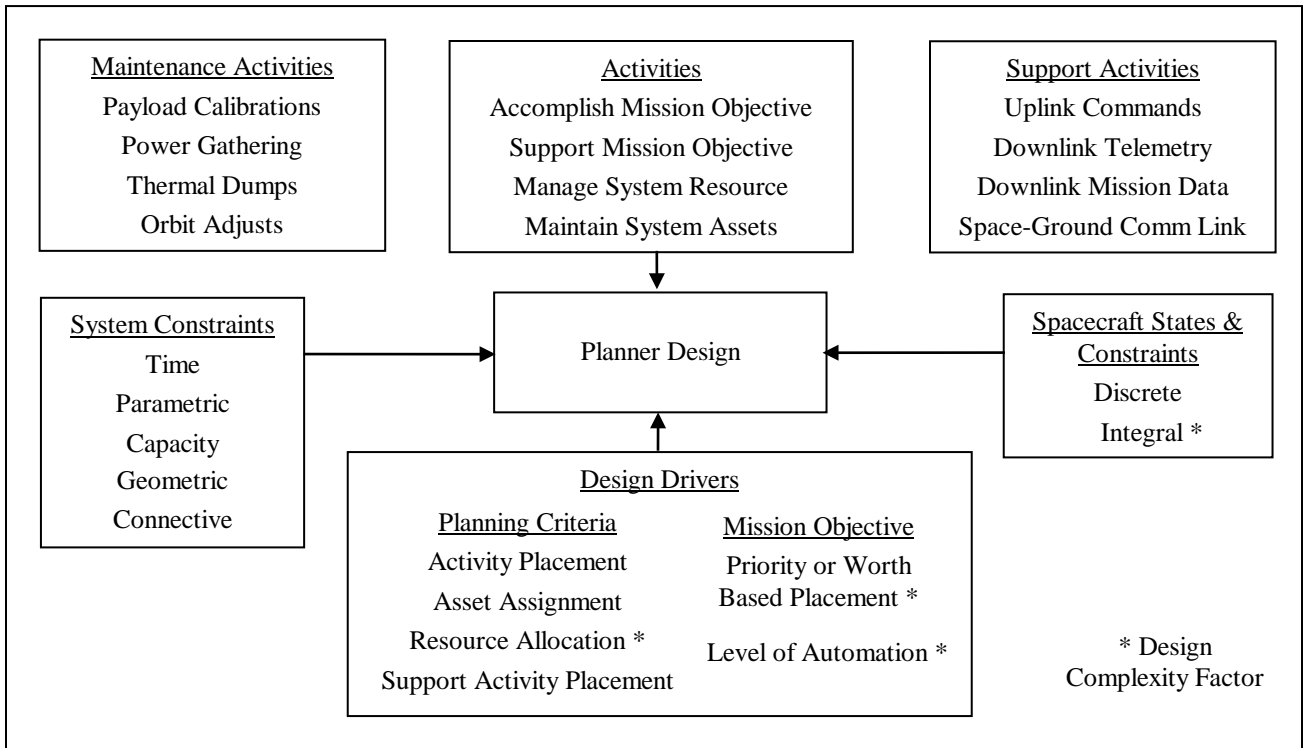 Maintenance Activities
Payload Calibrations
Power Gathering
Thermal Dumps
Orbit Adjusts
Activities
Accomplish Mission Objective
Support Mission Objective
Manage System Resource
Maintain System Assets
Support Activities
Uplink Commands
Downlink Telemetry
Downlink Mission Data
Space-Ground Comm Link
System Constraints
Time
Parametric
Capacity
Geometric
Connective
Planner Design
Spacecraft States &
Constraints
Discrete
Integral *
Design Drivers
Planning Criteria
Activity Placement
Asset Assignment
Resource Allocation *
Support Activity Placement
Mission Objective
Priority or Worth
Based Placement *
Level of Automation *
* Design
Complexity Factor